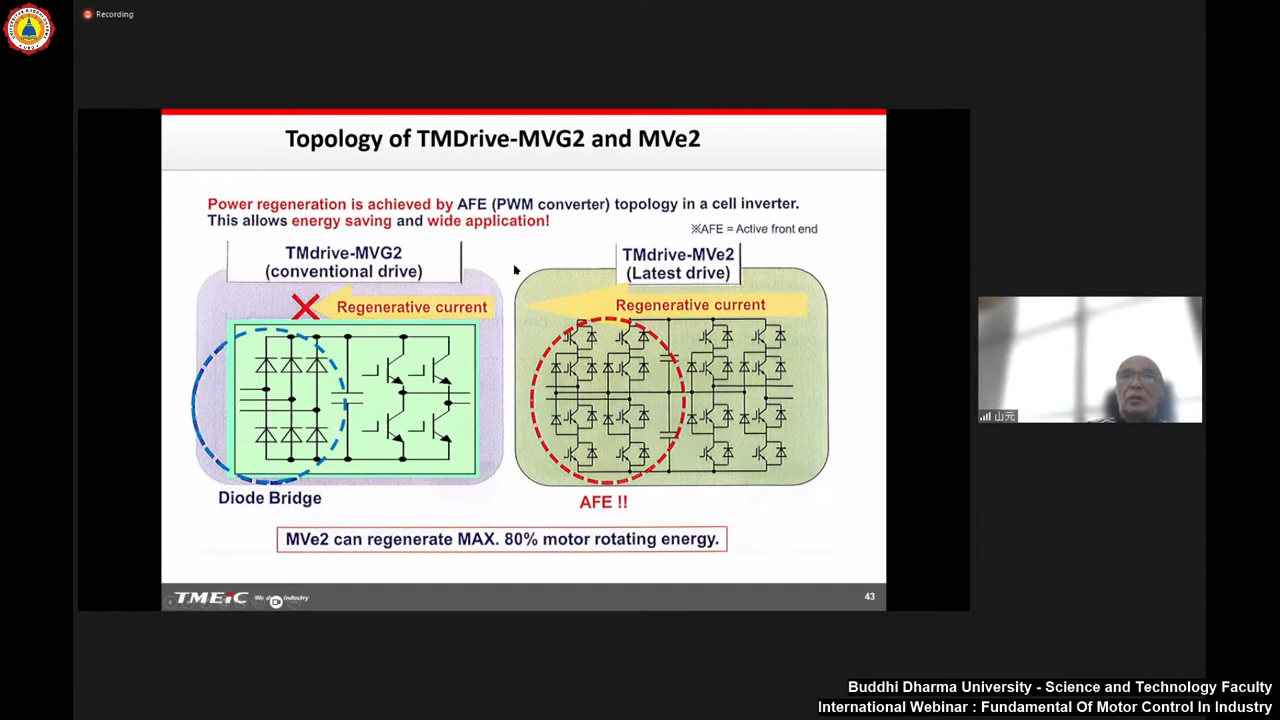 Recording
Topology of TMDrive-MVG2 and MVe2
Power regeneration is achieved by AFE (PWM converter) topology in a cell inverter.
This allows energy saving and wide application!
※AFE = Active front end
TMdrive-MVG2
(conventional drive)
TMdrive-MVe2
(Latest drive)
Regenerative current
Regenerative current
Diode Bridge
AFE !!
MVe2 can regenerate MAX. 80% motor rotating energy.
TMEiC
43
山元
Buddhi Dharma University - Science and Technology Faculty
International Webinar : Fundamental Of Motor Control In Industry